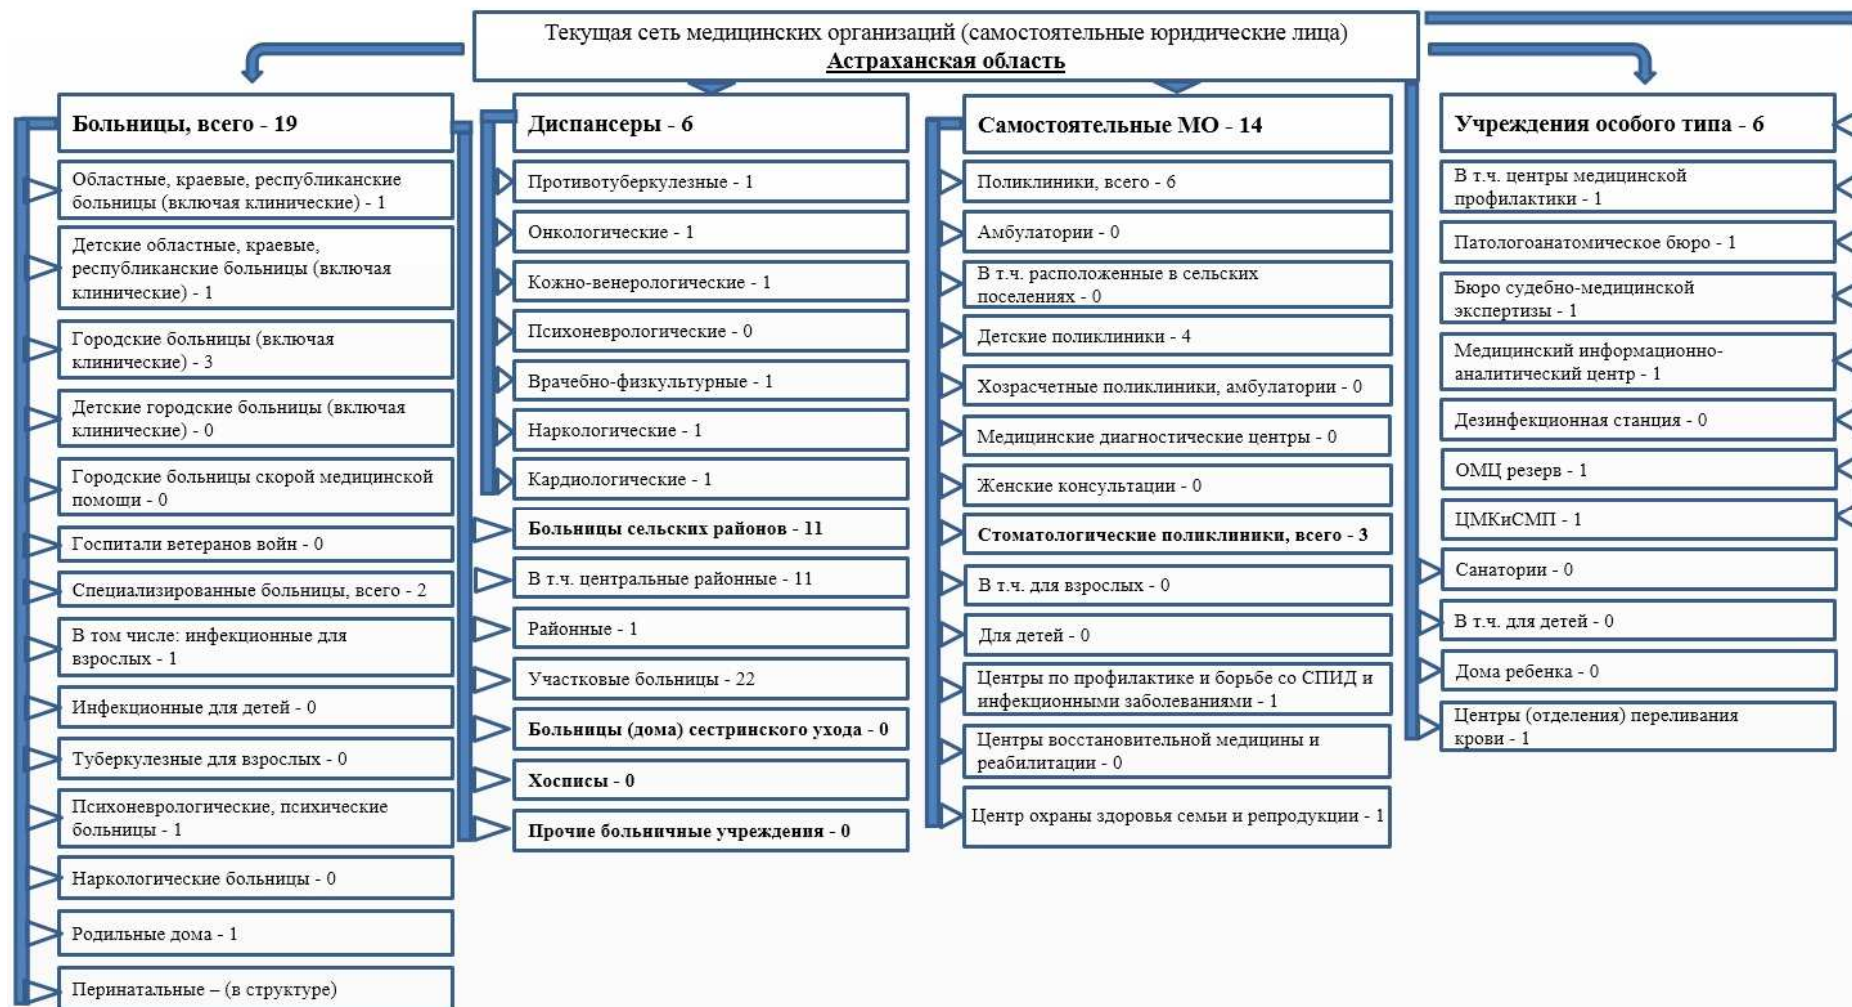 Текущая сеть медицинских организаций (самостоятельные юридические лица)
Астраханская область
Больницы, всего - 19
Областные, краевые, республиканские
больницы (включая клинические) - 1
Детские областные, краевые,
республиканские больницы (включая
клинические) - 1
Городские больницы (включая
клинические) - 3
Детские городские больницы (включая
клинические) - 0
Городские больницы скорой медицинской
помощи - 0
Госпитали ветеранов войн - 0
Специализированные больницы, всего - 2
В том числе: инфекционные для
взрослых - 1
Инфекционные для детей - 0
Туберкулезные для взрослых - 0
Психоневрологические, психические
больницы - 1
Наркологические больницы - 0
Родильные дома - 1
Перинатальные – (в структуре)
Диспансеры - 6
Противотуберкулезные - 1
Онкологические - 1
Кожно-венерологические - 1
Психоневрологические - 0
Врачебно-физкультурные - 1
Наркологические - 1
Кардиологические - 1
Больницы сельских районов - 11
В т.ч. центральные районные - 11
Районные - 1
Участковые больницы - 22
Больницы (дома) сестринского ухода - 0
Хосписы - 0
Прочие больничные учреждения - 0
Самостоятельные МО - 14
Поликлиники, всего - 6
Амбулатории - 0
В т.ч. расположенные в сельских
поселениях - 0
Детские поликлиники - 4
Хозрасчетные поликлиники, амбулатории - 0
Медицинские диагностические центры - 0
Женские консультации - 0
Стоматологические поликлиники, всего - 3
В т.ч. для взрослых - 0
Для детей - 0
Центры по профилактике и борьбе со СПИД и
инфекционными заболеваниями - 1
Центры восстановительной медицины и
реабилитации - 0
Центр охраны здоровья семьи и репродукции - 1
Учреждения особого типа - 6
В т.ч. центры медицинской
профилактики - 1
Патологоанатомическое бюро - 1
Бюро судебно-медицинской
экспертизы - 1
Медицинский информационно-
аналитический центр - 1
Дезинфекционная станция - 0
ОМЦ резерв - 1
ЦМКиСМП - 1
Санатории - 0
В т.ч. для детей - 0
Дома ребенка - 0
Центры (отделения) переливания
крови - 1